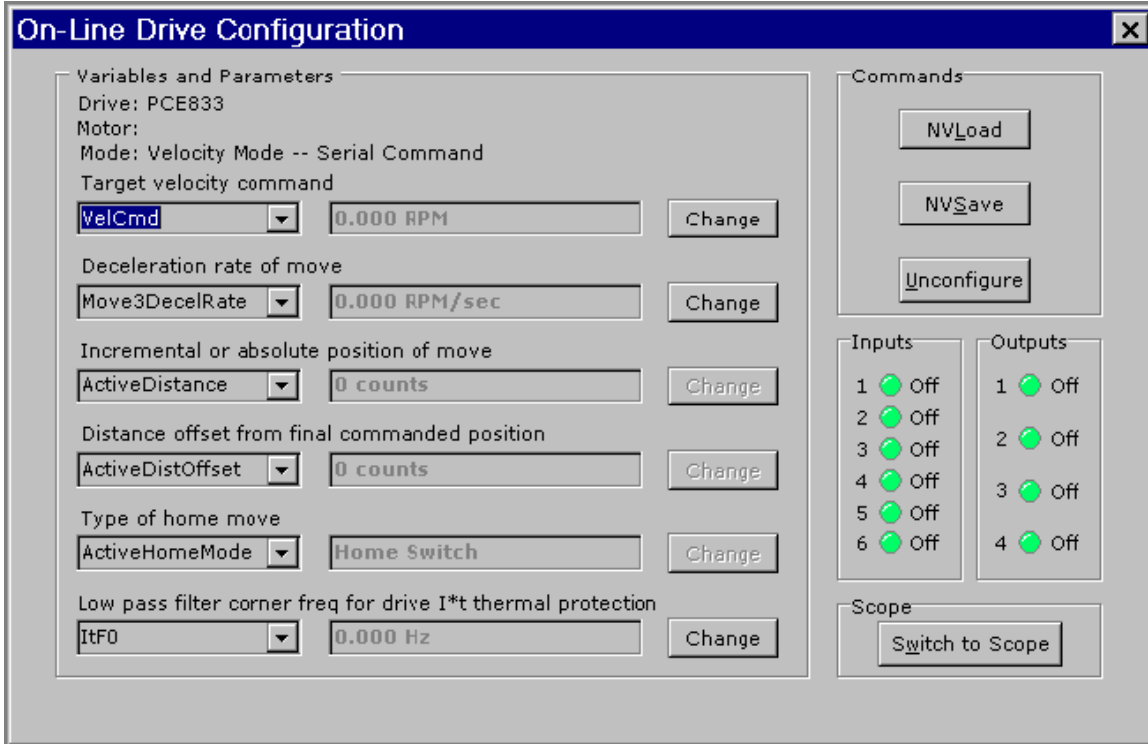 On-Line Drive Configuration
Variables and Parameters
Drive: PCE833
Motor:
Mode: Velocity Mode -- Serial Command
Target velocity command
VelCmd 0.000 RPM Change
Deceleration rate of move
Move3DecelRate 0.000 RPM/sec Change
Incremental or absolute position of move
ActiveDistance 0 counts Change
Distance offset from final commanded position
ActiveDistOffset 0 counts Change
Type of home move
ActiveHomeMode Home Switch Change
Low pass filter corner freq for drive I*t thermal protection
ItF0 0.000 Hz Change
Commands
NVLoad
NVSave
Unconfigure
Inputs
1 Off
2 Off
3 Off
4 Off
5 Off
6 Off
Outputs
1 Off
2 Off
3 Off
4 Off
Scope
Switch to Scope